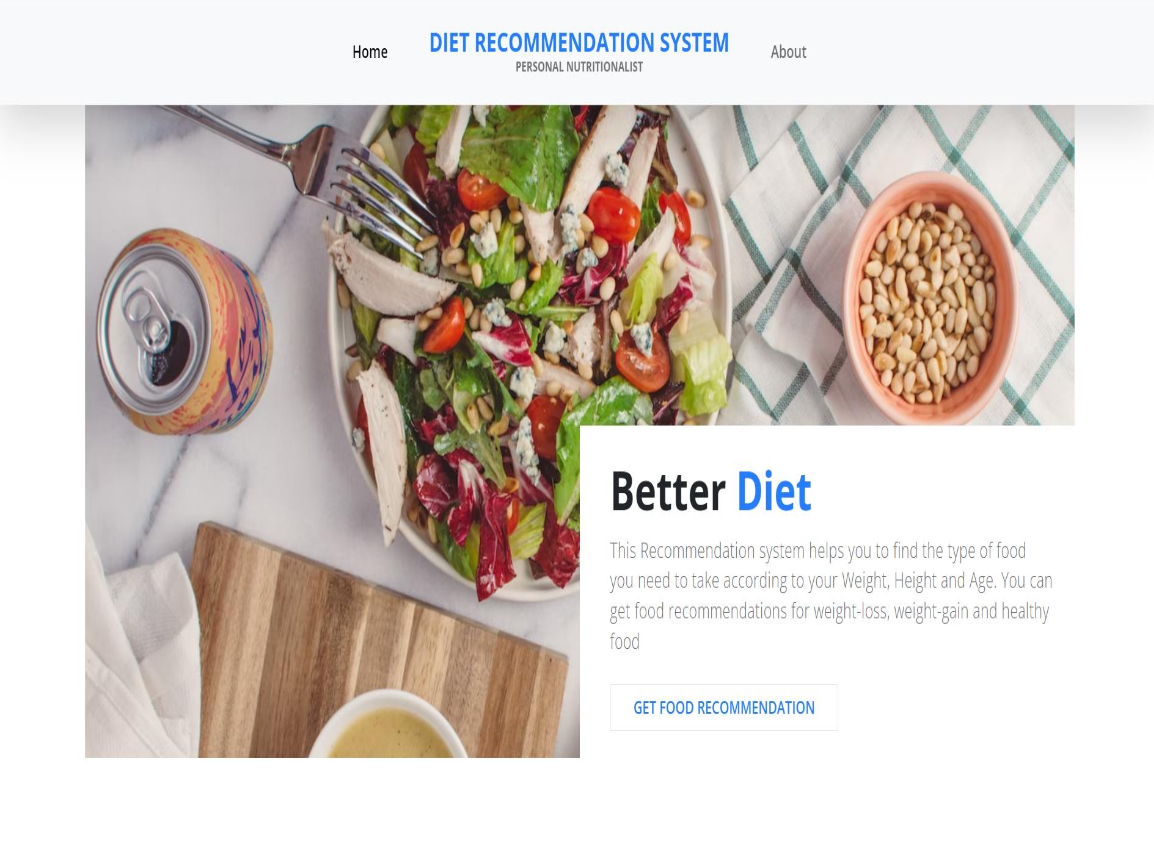 Home
DIET RECOMMENDATION SYSTEM
PERSONAL NUTRITIONALIST
About
Better Diet
This Recommendation system helps you to find the type of food
you need to take according to your Weight, Height and Age. You can
get food recommendations for weight-loss, weight-gain and healthy
food
GET FOOD RECOMMENDATION